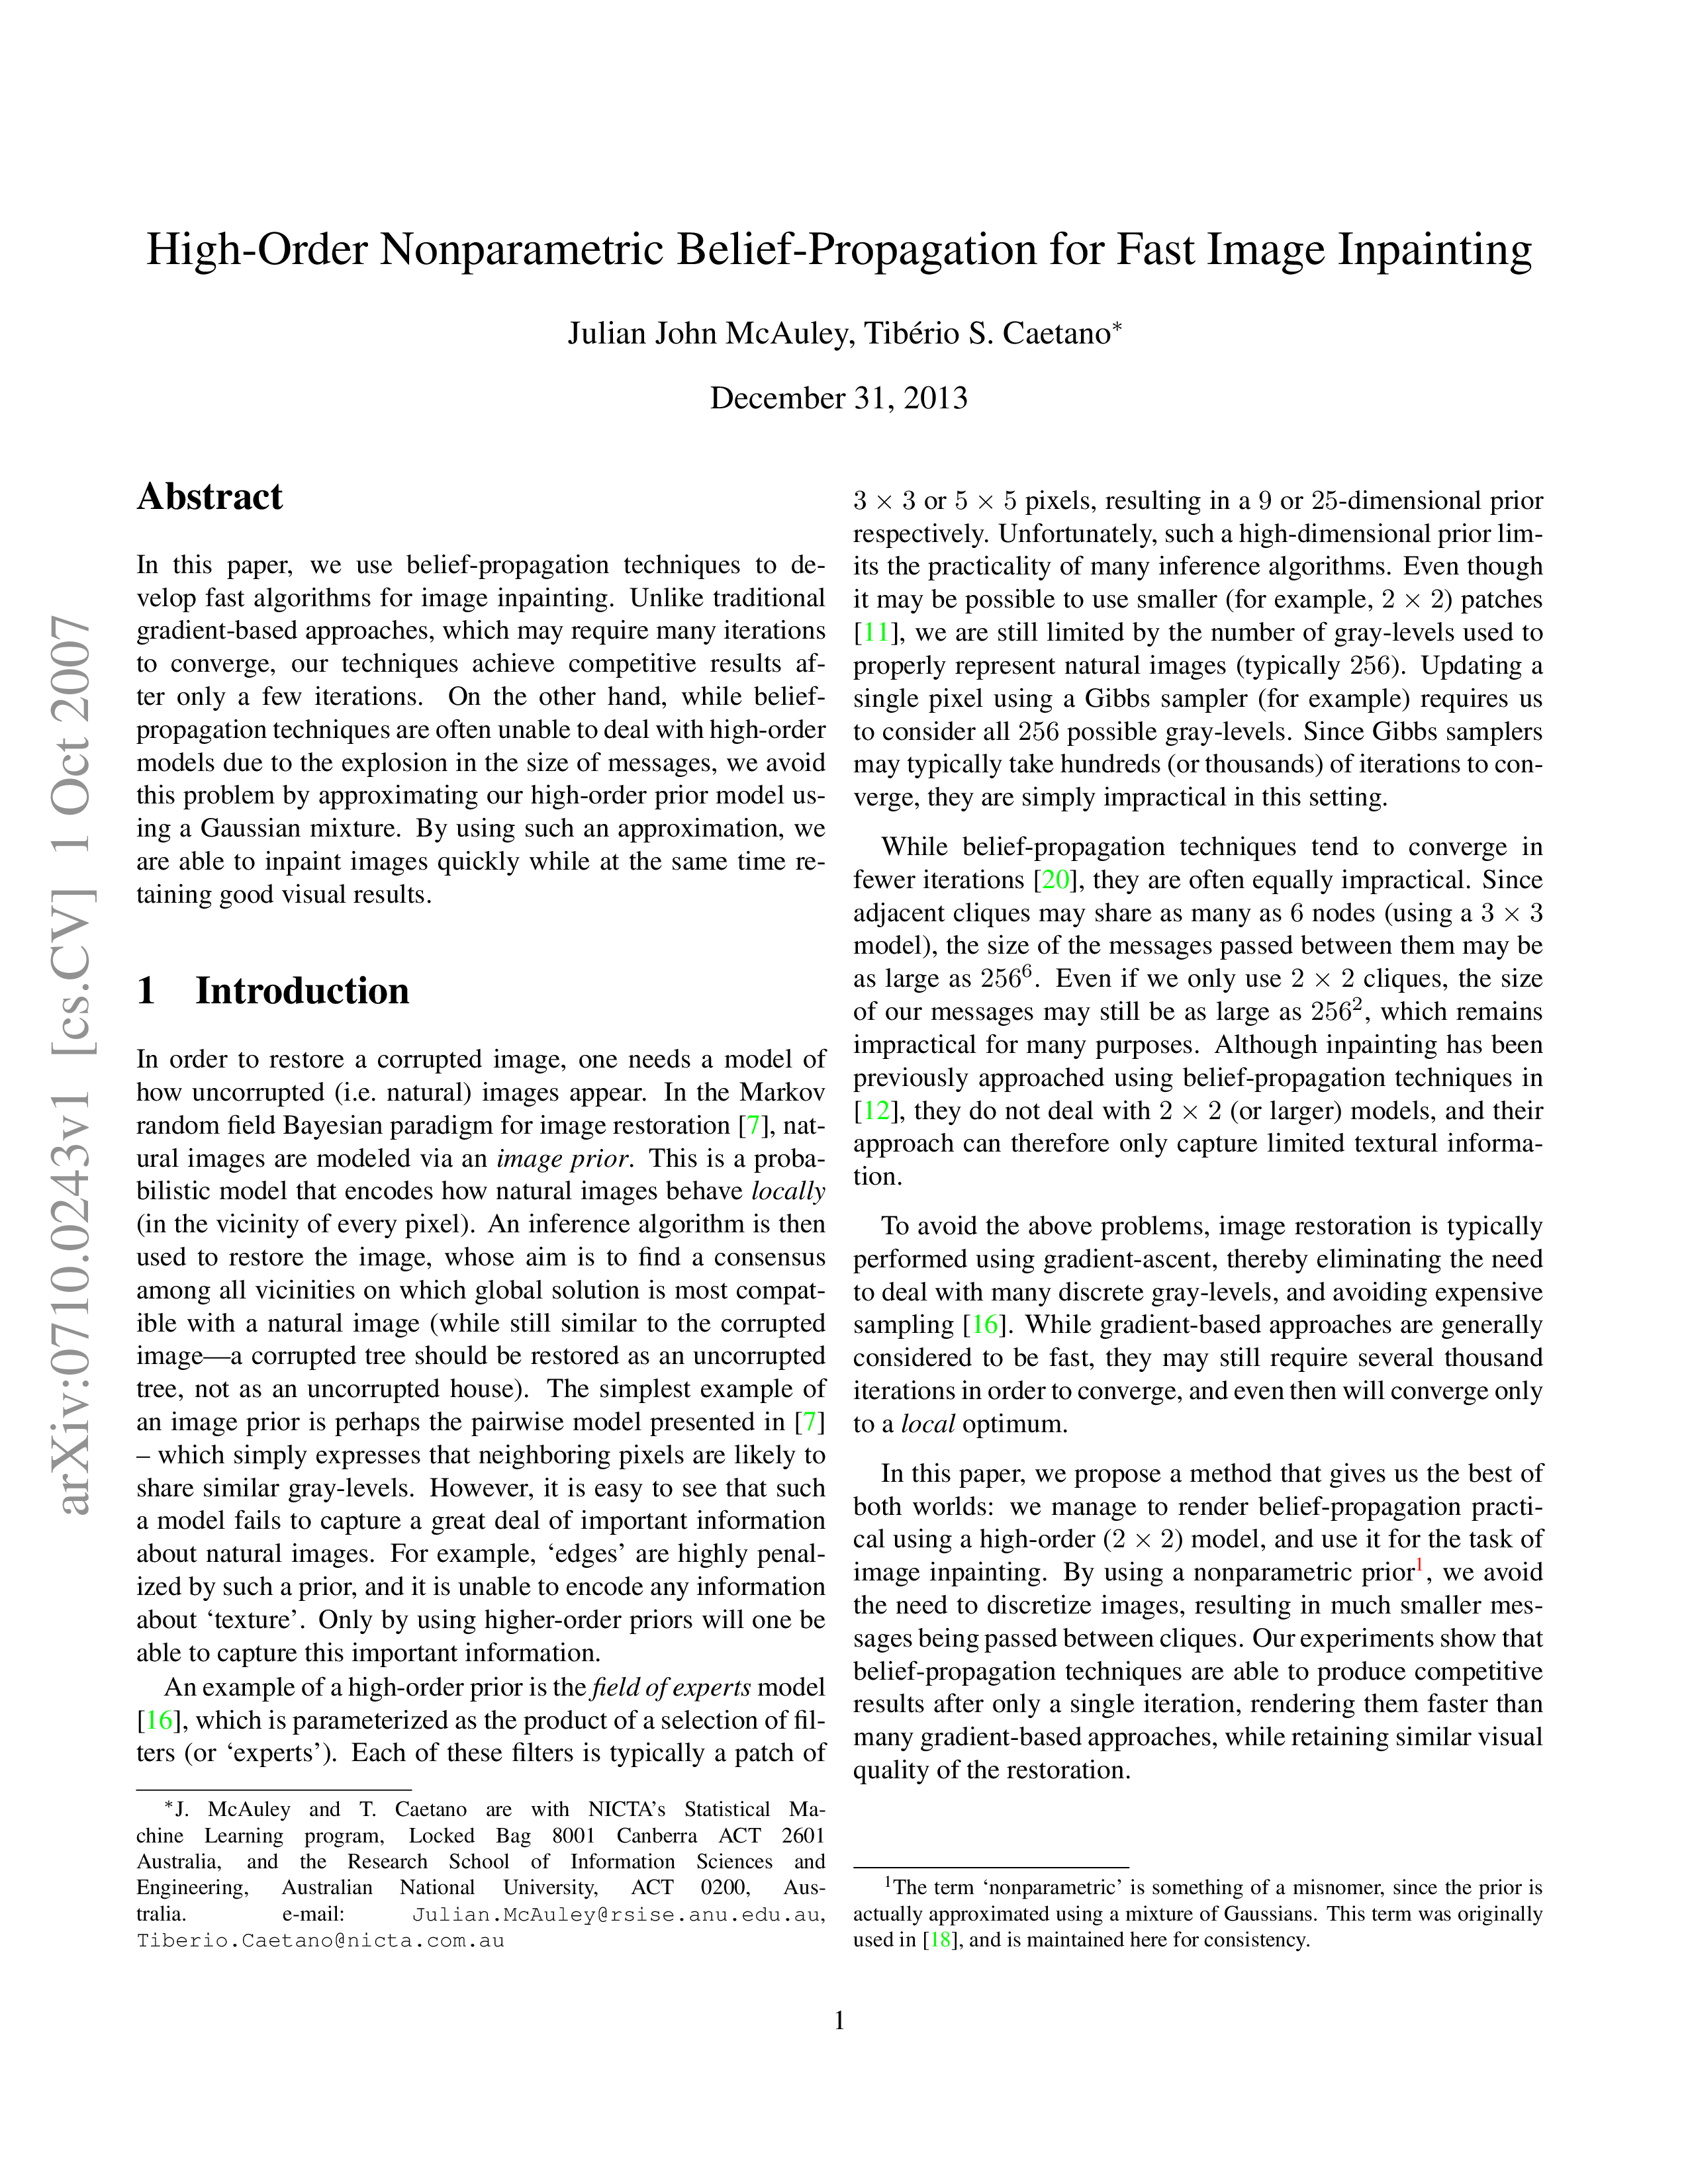 High-Order Nonparametric Belief-Propagation for Fast Image Inpainting
Julian John McAuley, Tibério S. Caetano*
December 31, 2013
arXiv:0710.0243v1 [cs.CV] 1 Oct 2007
Abstract
In this paper, we use belief-propagation techniques to de-
velop fast algorithms for image inpainting. Unlike traditional
gradient-based approaches, which may require many iterations
to converge, our techniques achieve competitive results af-
ter only a few iterations. On the other hand, while belief-
propagation techniques are often unable to deal with high-order
models due to the explosion in the size of messages, we avoid
this problem by approximating our high-order prior model us-
ing a Gaussian mixture. By using such an approximation, we
are able to inpaint images quickly while at the same time re-
taining good visual results.
1 Introduction
In order to restore a corrupted image, one needs a model of
how uncorrupted (i.e. natural) images appear. In the Markov
random field Bayesian paradigm for image restoration [7], nat-
ural images are modeled via an image prior. This is a proba-
bilistic model that encodes how natural images behave locally
(in the vicinity of every pixel). An inference algorithm is then
used to restore the image, whose aim is to find a consensus
among all vicinities on which global solution is most compat-
ible with a natural image (while still similar to the corrupted
image—a corrupted tree should be restored as an uncorrupted
tree, not as an uncorrupted house). The simplest example of
an image prior is perhaps the pairwise model presented in [7]
– which simply expresses that neighboring pixels are likely to
share similar gray-levels. However, it is easy to see that such
a model fails to capture a great deal of important information
about natural images. For example, ‘edges’ are highly penal-
ized by such a prior, and it is unable to encode any information
about ‘texture’. Only by using higher-order priors will one be
able to capture this important information.
An example of a high-order prior is the field of experts model
[16], which is parameterized as the product of a selection of fil-
ters (or ‘experts’). Each of these filters is typically a patch of
*J. McAuley and T. Caetano are with NICTA's Statistical Ma-
chine Learning program, Locked Bag 8001 Canberra ACT 2601
Australia, and the Research School of Information Sciences and
Engineering, Australian National University, ACT 0200, Aus-
tralia. e-mail: Julian.McAuley@rsise.anu.edu.au,
Tiberio.Caetano@nicta.com.au
3 × 3 or 5 × 5 pixels, resulting in a 9 or 25-dimensional prior
respectively. Unfortunately, such a high-dimensional prior lim-
its the practicality of many inference algorithms. Even though
it may be possible to use smaller (for example, 2 × 2) patches
[11], we are still limited by the number of gray-levels used to
properly represent natural images (typically 256). Updating a
single pixel using a Gibbs sampler (for example) requires us
to consider all 256 possible gray-levels. Since Gibbs samplers
may typically take hundreds (or thousands) of iterations to con-
verge, they are simply impractical in this setting.
While belief-propagation techniques tend to converge in
fewer iterations [20], they are often equally impractical. Since
adjacent cliques may share as many as 6 nodes (using a 3 × 3
model), the size of the messages passed between them may be
as large as 256⁶. Even if we only use 2 × 2 cliques, the size
of our messages may still be as large as 256², which remains
impractical for many purposes. Although inpainting has been
previously approached using belief-propagation techniques in
[12], they do not deal with 2 × 2 (or larger) models, and their
approach can therefore only capture limited textural informa-
tion.
To avoid the above problems, image restoration is typically
performed using gradient-ascent, thereby eliminating the need
to deal with many discrete gray-levels, and avoiding expensive
sampling [16]. While gradient-based approaches are generally
considered to be fast, they may still require several thousand
iterations in order to converge, and even then will converge only
to a local optimum.
In this paper, we propose a method that gives us the best of
both worlds: we manage to render belief-propagation practi-
cal using a high-order (2 × 2) model, and use it for the task of
image inpainting. By using a nonparametric prior¹, we avoid
the need to discretize images, resulting in much smaller mes-
sages being passed between cliques. Our experiments show that
belief-propagation techniques are able to produce competitive
results after only a single iteration, rendering them faster than
many gradient-based approaches, while retaining similar visual
quality of the restoration.
¹The term ‘nonparametric’ is something of a misnomer, since the prior is
actually approximated using a mixture of Gaussians. This term was originally
used in [18], and is maintained here for consistency.
1